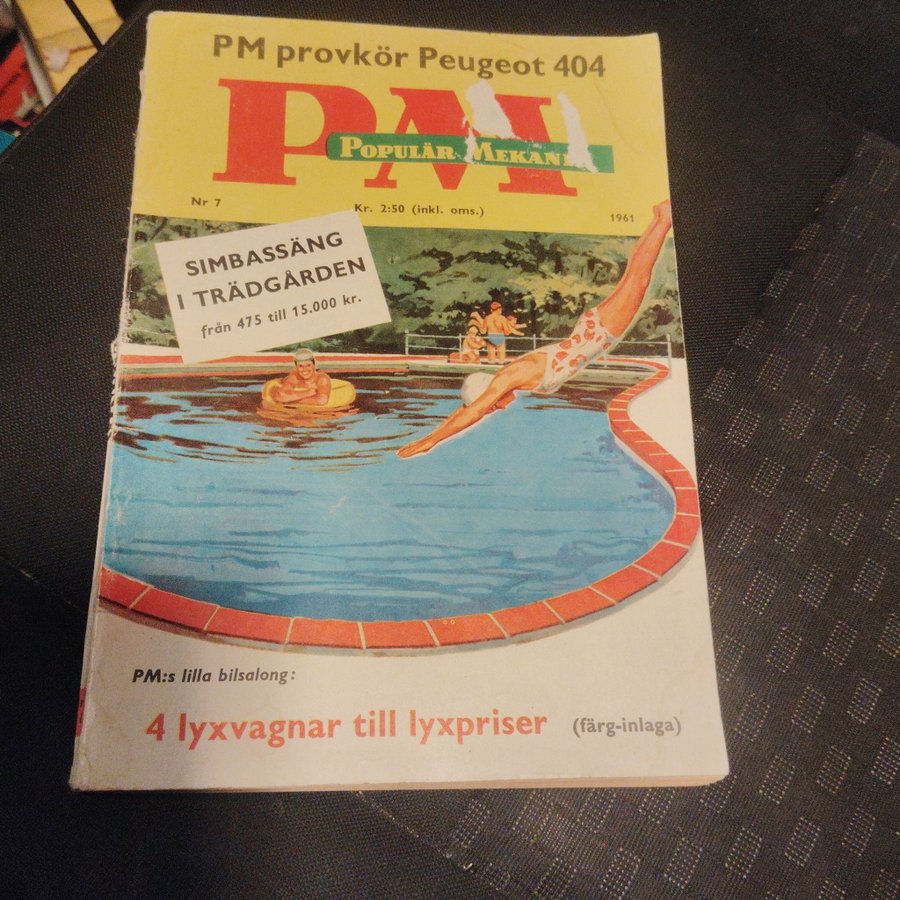 PM provkör Peugeot 404
PM
POPULÄR
Nr 7
Kr. 2:50 (inkl. oms.)
1961
SIMBASSÄNG
I TRÄDGÅRDEN
från 475 till 15.000 kr.
PM:s lilla bilsalong:
4 lyxvagnar till lyxpriser (färg-inlaga)